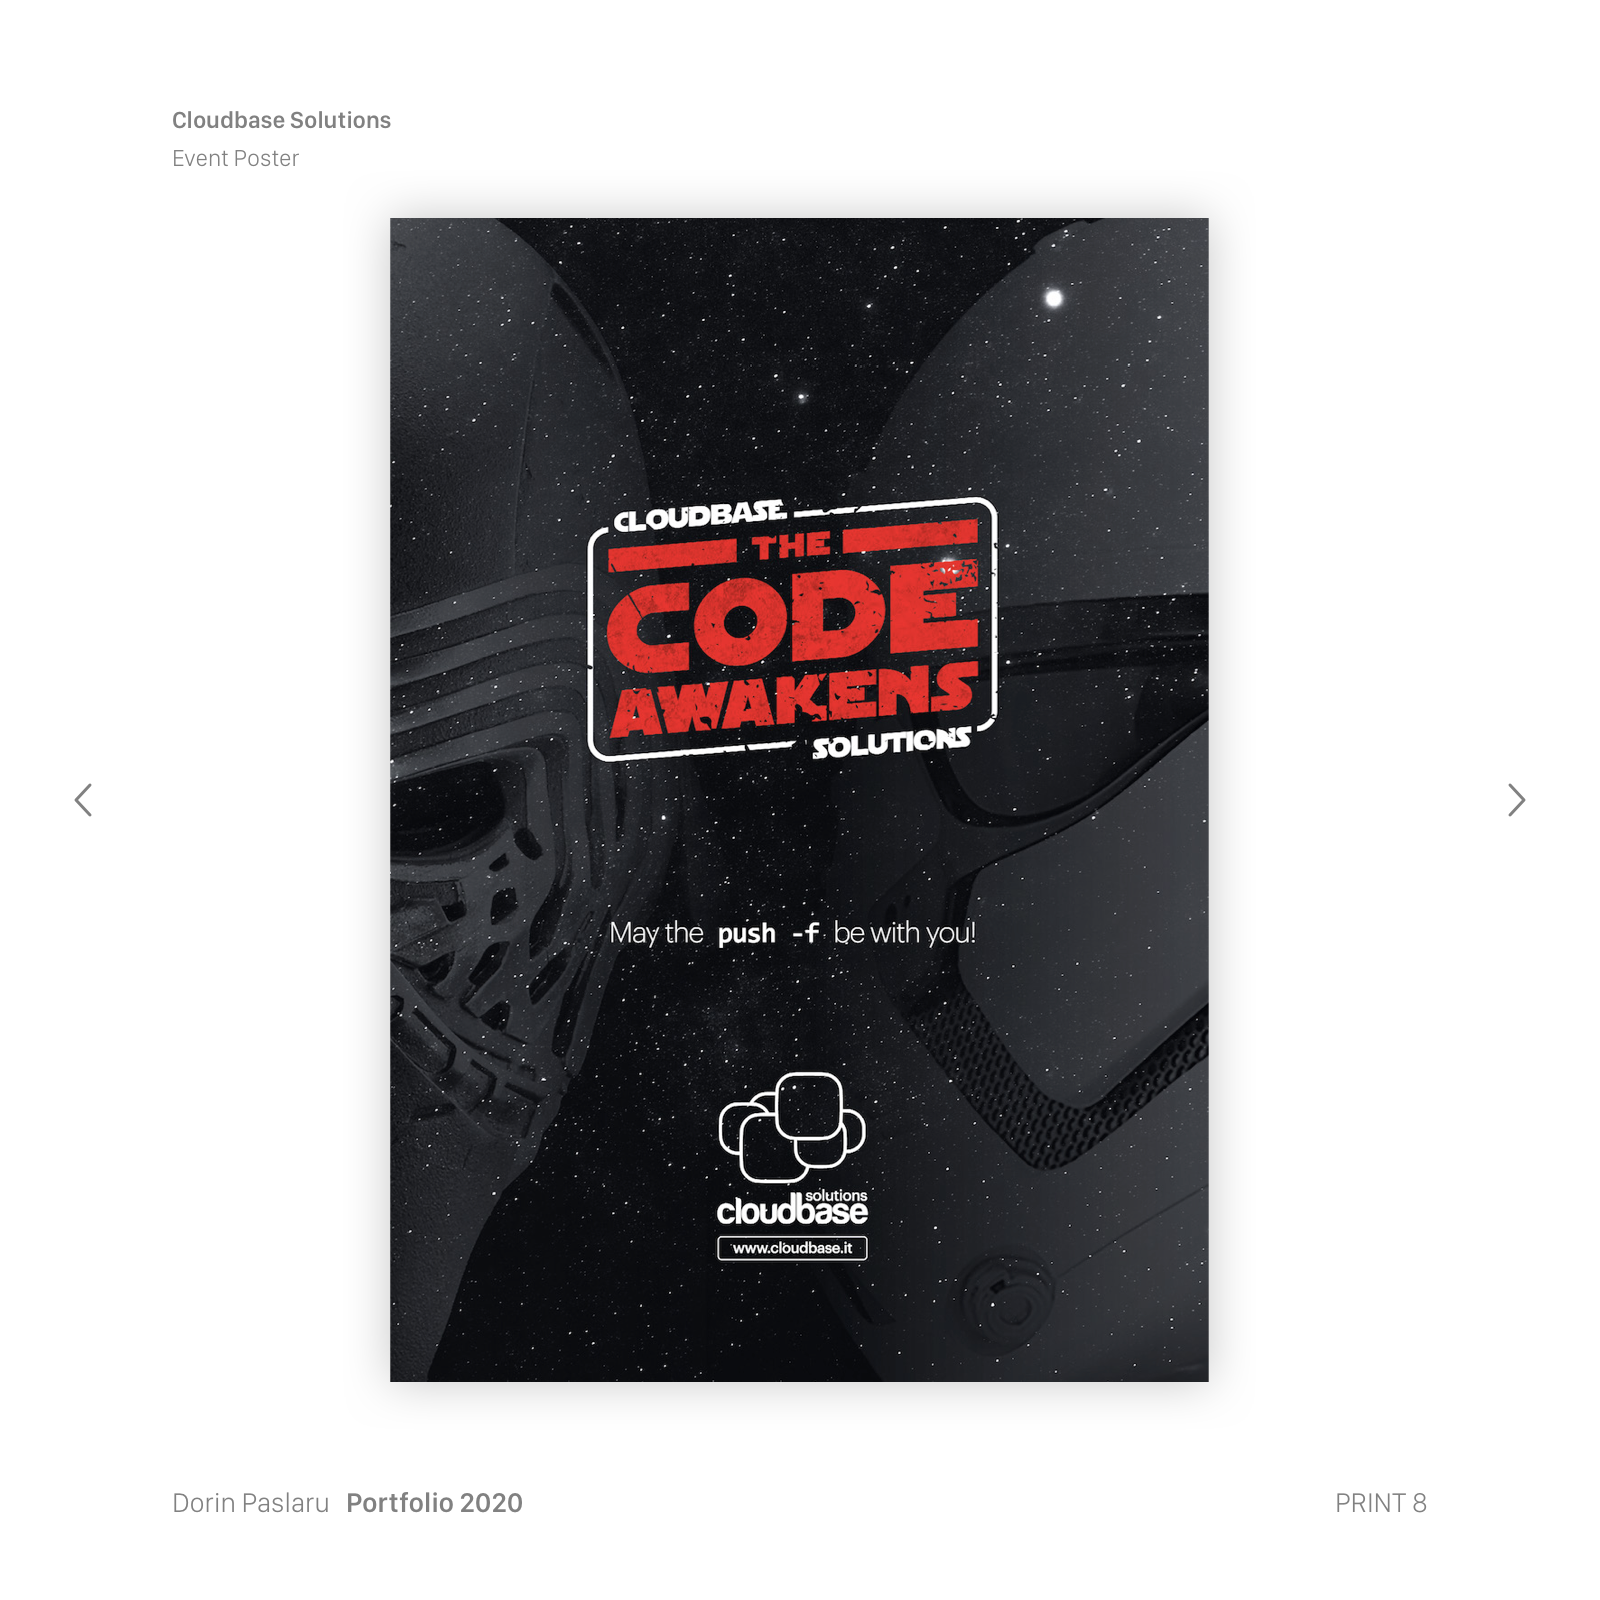 Cloudbase Solutions
Event Poster
CLOUDBASE
THE
CODE
AWAKENS
SOLUTIONS
May the push -f be with you!
solutions
cloudbase
www.cloudbase.it
Dorin Paslaru Portfolio 2020
PRINT 8